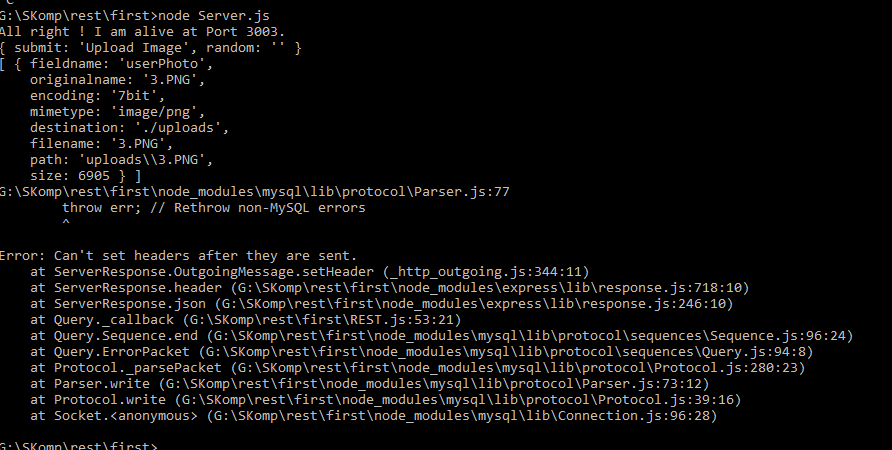 G:\SKomp\rest\first>node Server.js
All right ! I am alive at Port 3003.
{ submit: 'Upload Image', random: '' }
[ { fieldname: 'userPhoto',
    originalname: '3.PNG',
    encoding: '7bit',
    mimetype: 'image/png',
    destination: './uploads',
    filename: '3.PNG',
    path: 'uploads\\3.PNG',
    size: 6905 } ]
G:\SKomp\rest\first\node_modules\mysql\lib\protocol\Parser.js:77
        throw err; // Rethrow non-MySQL errors
        ^
Error: Can't set headers after they are sent.
    at ServerResponse.OutgoingMessage.setHeader (_http_outgoing.js:344:11)
    at ServerResponse.header (G:\SKomp\rest\first\node_modules\express\lib\response.js:718:10)
    at ServerResponse.json (G:\SKomp\rest\first\node_modules\express\lib\response.js:246:10)
    at Query._callback (G:\SKomp\rest\first\REST.js:53:21)
    at Query.Sequence.end (G:\SKomp\rest\first\node_modules\mysql\lib\protocol\sequences\Sequence.js:96:24)
    at Query.ErrorPacket (G:\SKomp\rest\first\node_modules\mysql\lib\protocol\sequences\Query.js:94:8)
    at Protocol._parsePacket (G:\SKomp\rest\first\node_modules\mysql\lib\protocol\Protocol.js:280:23)
    at Parser.write (G:\SKomp\rest\first\node_modules\mysql\lib\protocol\Parser.js:73:12)
    at Protocol.write (G:\SKomp\rest\first\node_modules\mysql\lib\protocol\Protocol.js:39:16)
    at Socket.<anonymous> (G:\SKomp\rest\first\node_modules\mysql\lib\Connection.js:96:28)
G:\SKomp\rest\first>